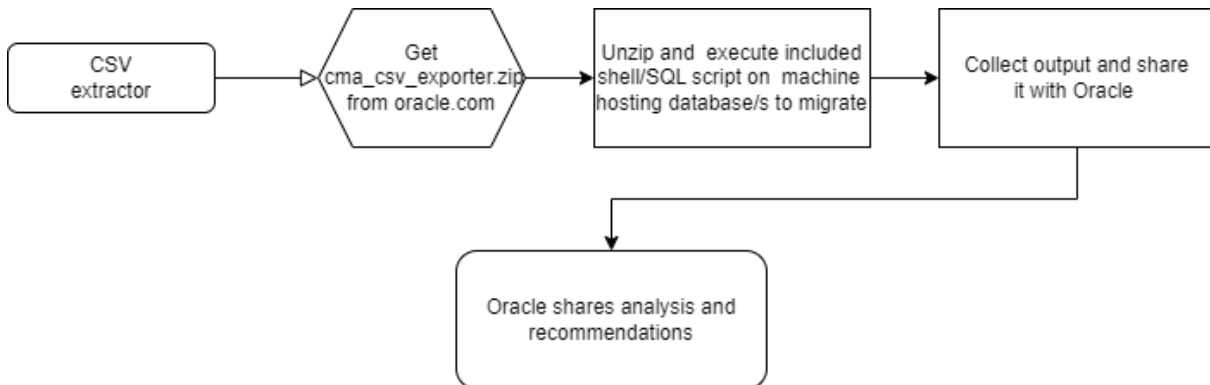 CSV
extractor
Get
cma_csv_exporter.zip
from oracle.com
Unzip and execute included
shell/SQL script on machine
hosting database/s to migrate
Collect output and share
it with Oracle
Oracle shares analysis and
recommendations